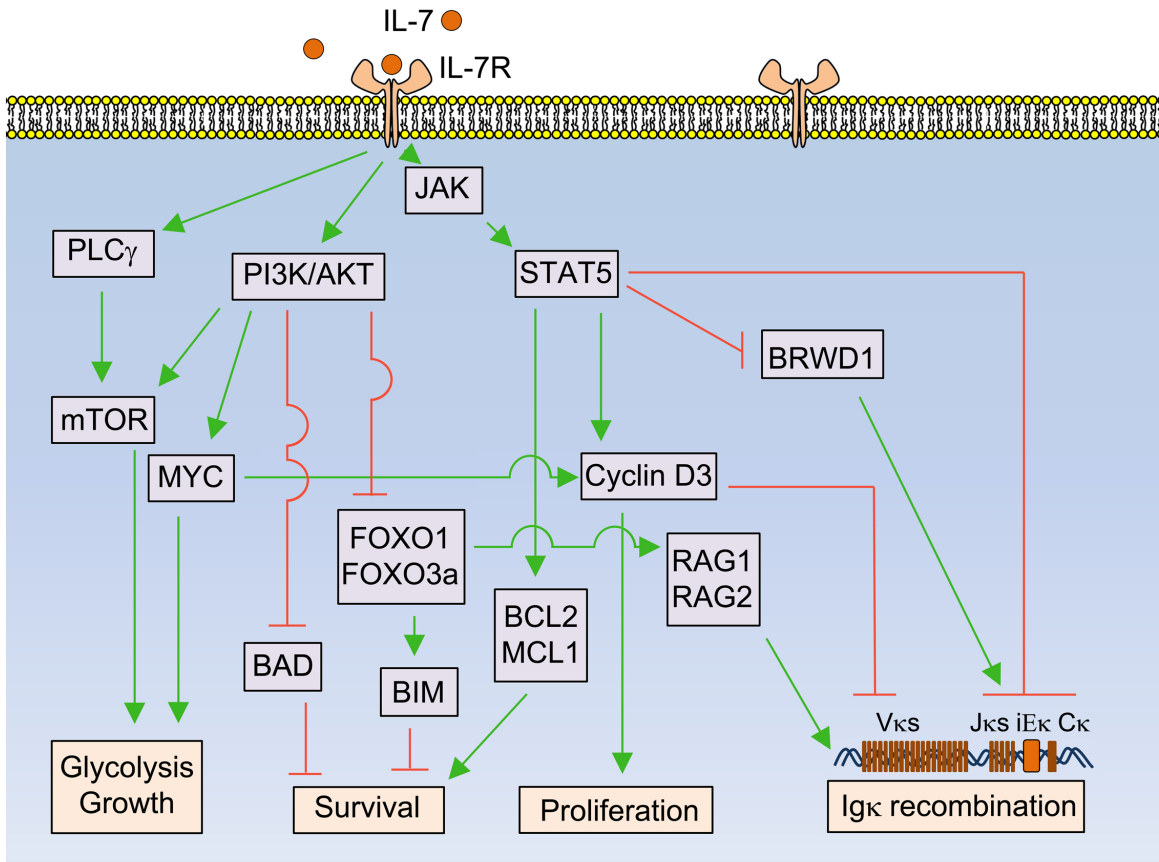 IL-7
IL-7R
JAK
PLCγ
PI3K/AKT
STAT5
BRWD1
mTOR
MYC
Cyclin D3
FOXO1
FOXO3a
RAG1
RAG2
BCL2
MCL1
BAD
BIM
Vκs
Jκs iEκ Cκ
Glycolysis
Growth
Survival
Proliferation
Igκ recombination